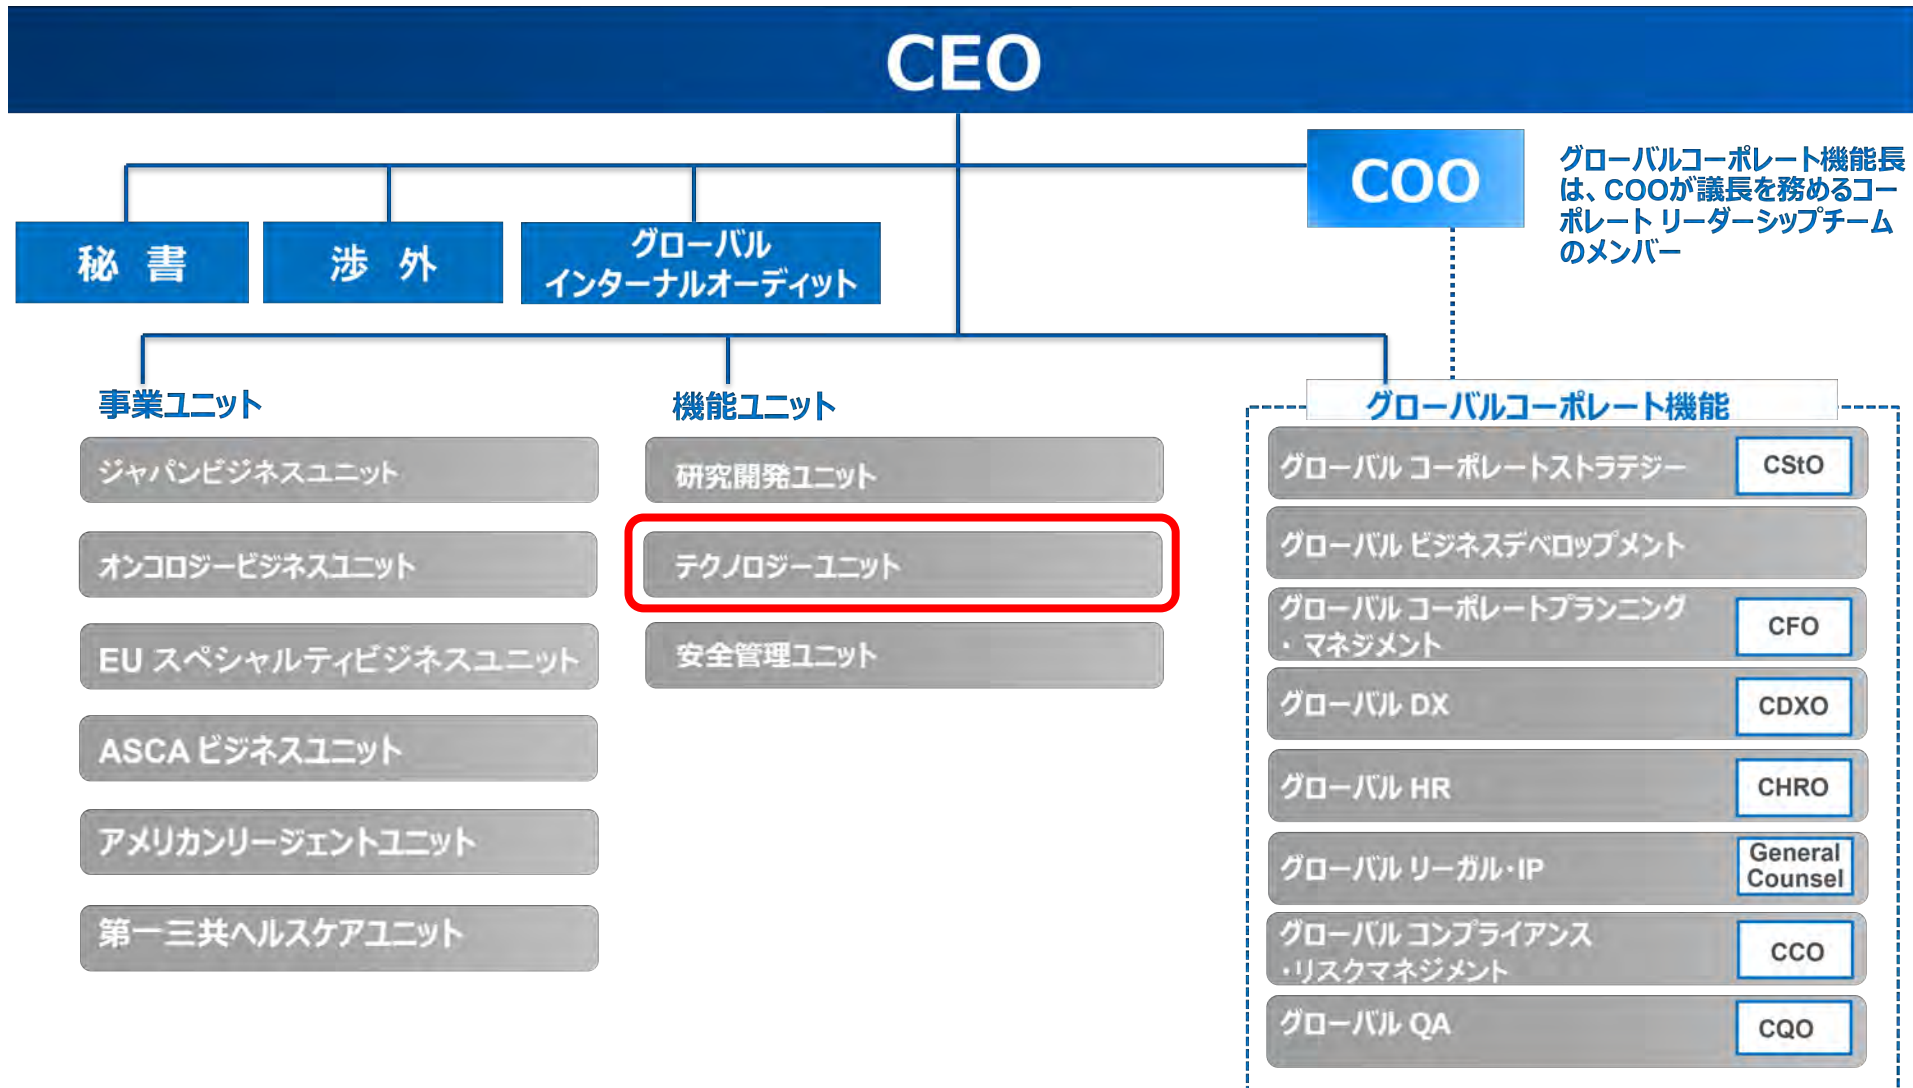 CEO
COO
グローバルコーポレート機能長
は、COOが議長を務めるコー
ポレート リーダーシップチーム
のメンバー
秘 書
渉 外
グローバル
インターナルオーディット
事業ユニット
ジャパンビジネスユニット
オンコロジービジネスユニット
EU スペシャルティビジネスユニット
ASCA ビジネスユニット
アメリカンリージェントユニット
第一三共ヘルスケアユニット
機能ユニット
研究開発ユニット
テクノロジーユニット
安全管理ユニット
グローバルコーポレート機能
グローバル コーポレートストラテジー
CStO
グローバル ビジネスデベロップメント
グローバル コーポレートプランニング
・ マネジメント
CFO
グローバル DX
CDXO
グローバル HR
CHRO
グローバル リーガル・IP
General
Counsel
グローバル コンプライアンス
・リスクマネジメント
CCO
グローバル QA
CQO